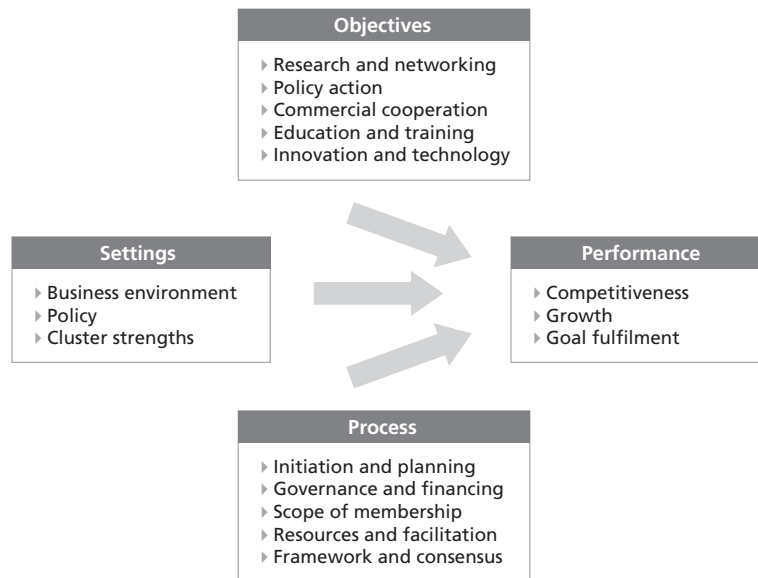 Objectives
Research and networking
Policy action
Commercial cooperation
Education and training
Innovation and technology
Settings
Business environment
Policy
Cluster strengths
Performance
Competitiveness
Growth
Goal fulfilment
Process
Initiation and planning
Governance and financing
Scope of membership
Resources and facilitation
Framework and consensus